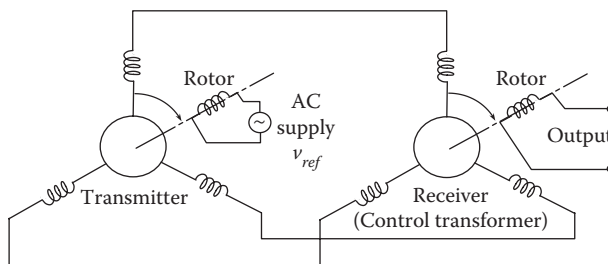 Rotor
AC
supply
v_ref
~
Transmitter
Rotor
Output
Receiver
(Control transformer)